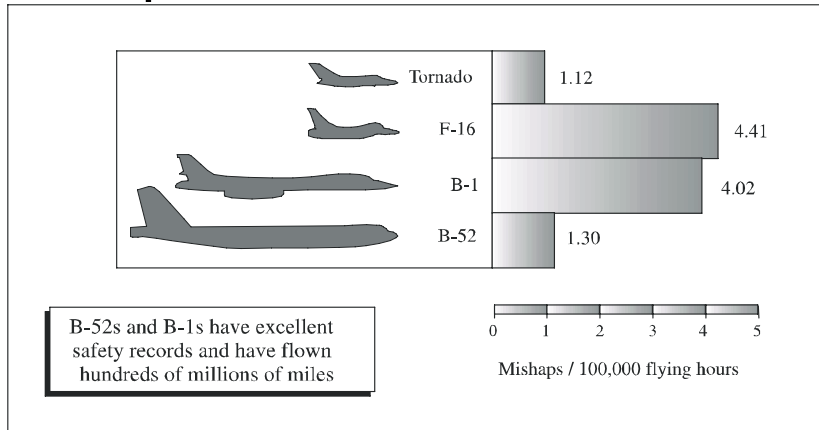 Tornado
1.12
F-16
4.41
B-1
4.02
B-52
1.30
B-52s and B-1s have excellent
safety records and have flown
hundreds of millions of miles
0 1 2 3 4 5
Mishaps / 100,000 flying hours